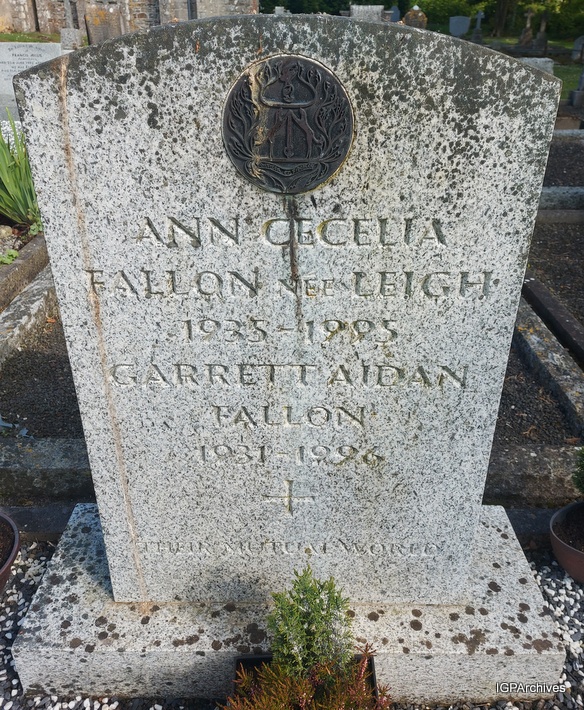 ANN CECELIA
FALLON NEE LEIGH
1935-1995
GARRETT AIDAN
FALLON
1931-1996
THEIR MUTUAL WORLD
IGPArchives